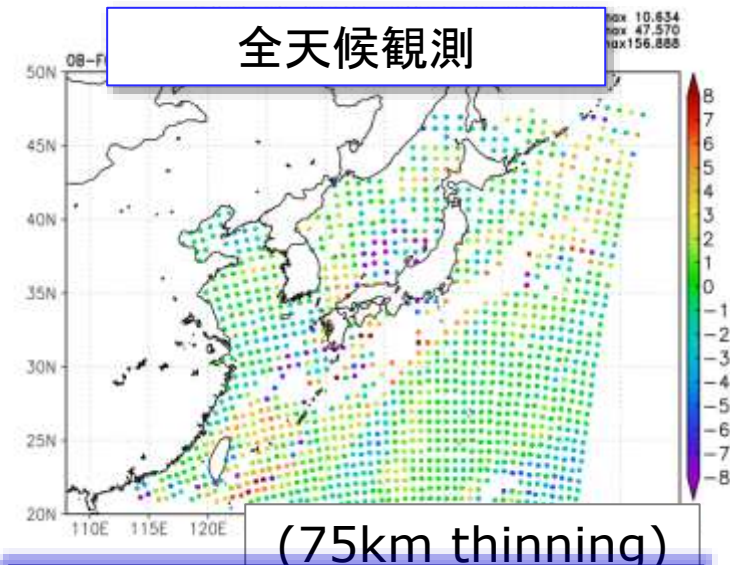 全天候観測
max 10.634
max 47.570
max156.888
OB-F
50N
45N
40N
35N
30N
25N
20N
110E 115E 120E
8
7
6
5
4
3
2
1
0
-1
-2
-3
-4
-5
-6
-7
-8
(75km thinning)